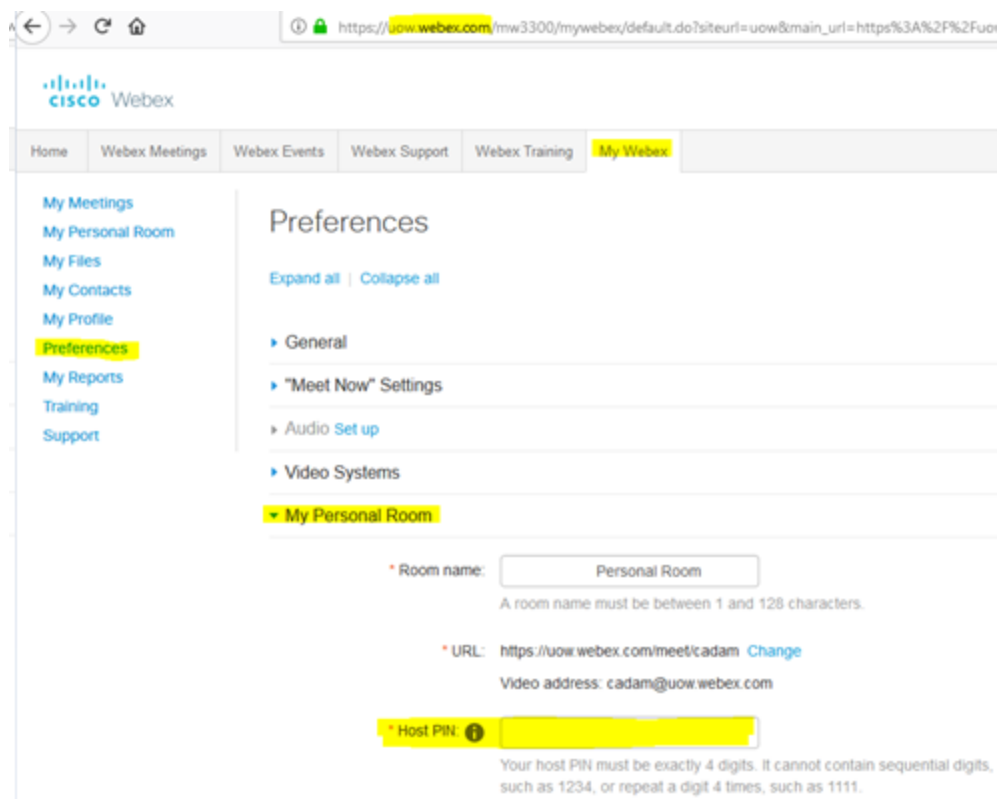 https://uow.webex.com/mw3300/mywebex/default.do?siteurl=uow&main_url=https%3A%2F%2Fuow
cisco Webex
Home Webex Meetings Webex Events Webex Support Webex Training My Webex
My Meetings
My Personal Room
My Files
My Contacts
My Profile
Preferences
My Reports
Training
Support
Preferences
Expand all | Collapse all
General
"Meet Now" Settings
Audio Set up
Video Systems
My Personal Room
* Room name: Personal Room
A room name must be between 1 and 128 characters.
* URL: https://uow.webex.com/meet/cadam Change
Video address: cadam@uow.webex.com
* Host PIN:
Your host PIN must be exactly 4 digits. It cannot contain sequential digits,
such as 1234, or repeat a digit 4 times, such as 1111.